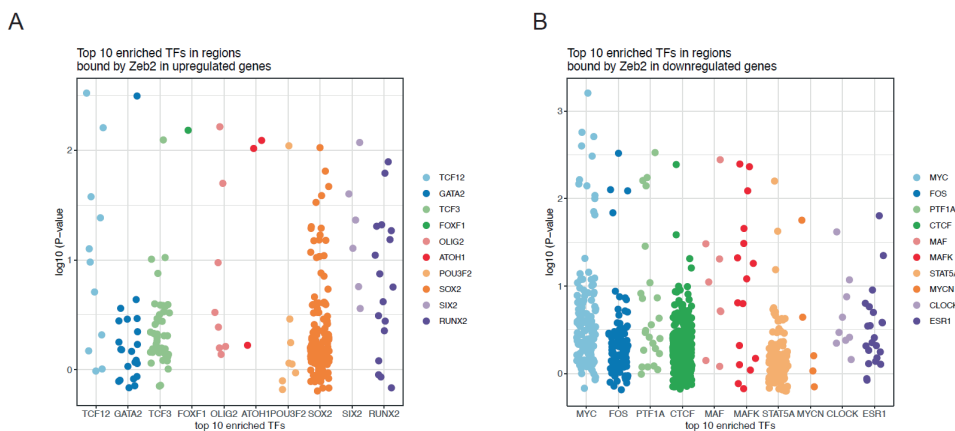 A
B
Top 10 enriched TFs in regions
bound by Zeb2 in upregulated genes
log10 (P−value)
2
1
0
TCF12 GATA2 TCF3 FOXF1 OLIG2 ATOH1 POU3F2 SOX2 SIX2 RUNX2
top 10 enriched TFs
TCF12
GATA2
TCF3
FOXF1
OLIG2
ATOH1
POU3F2
SOX2
SIX2
RUNX2
Top 10 enriched TFs in regions
bound by Zeb2 in downregulated genes
log10 (P−value)
3
2
1
0
MYC FOS PTF1A CTCF MAF MAFK STAT5A MYCN CLOCK ESR1
top 10 enriched TFs
MYC
FOS
PTF1A
CTCF
MAF
MAFK
STAT5A
MYCN
CLOCK
ESR1